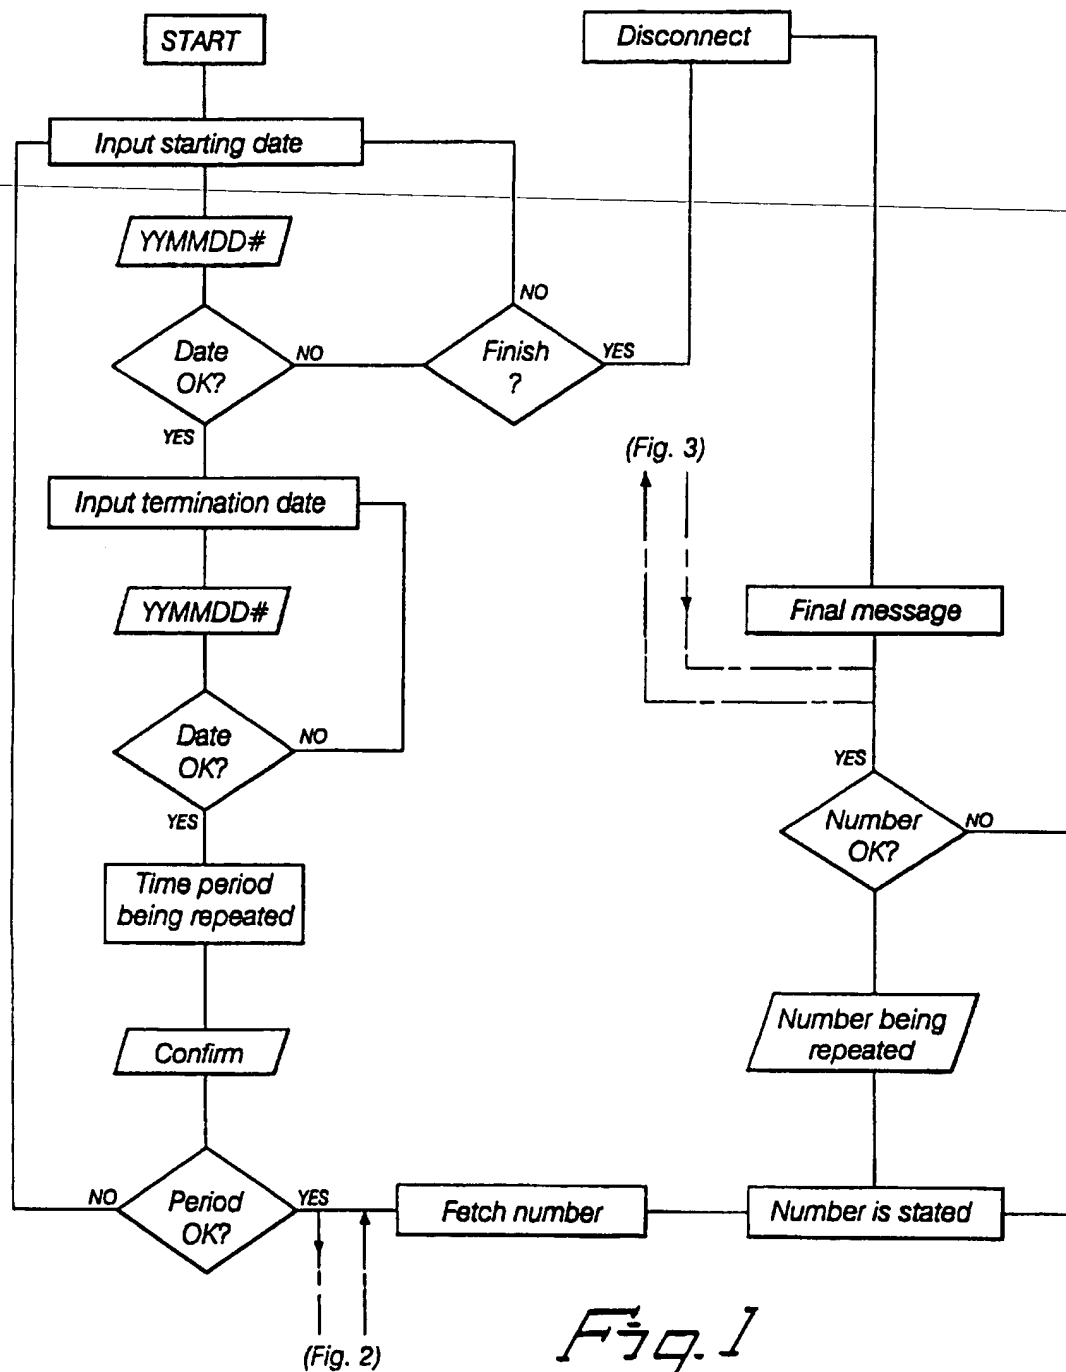 START
Disconnect
Input starting date
YYMMDD#
Date
OK?
NO
Finish
?
NO
YES
YES
(Fig. 3)
Input termination date
YYMMDD#
Final message
Date
OK?
NO
YES
YES
Number
OK?
NO
Time period
being repeated
Number being
repeated
Confirm
NO
Period
OK?
YES
Fetch number
Number is stated
(Fig. 2)
Fig. 1